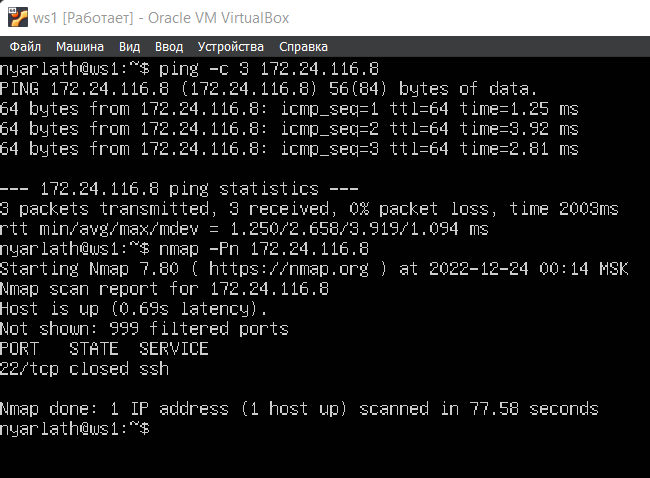 ws1 [Работает] - Oracle VM VirtualBox
Файл Машина Вид Ввод Устройства Справка
nyarlath@ws1:~$ ping -c 3 172.24.116.8
PING 172.24.116.8 (172.24.116.8) 56(84) bytes of data.
64 bytes from 172.24.116.8: icmp_seq=1 ttl=64 time=1.25 ms
64 bytes from 172.24.116.8: icmp_seq=2 ttl=64 time=3.92 ms
64 bytes from 172.24.116.8: icmp_seq=3 ttl=64 time=2.81 ms
--- 172.24.116.8 ping statistics ---
3 packets transmitted, 3 received, 0% packet loss, time 2003ms
rtt min/avg/max/mdev = 1.250/2.658/3.919/1.094 ms
nyarlath@ws1:~$ nmap -Pn 172.24.116.8
Starting Nmap 7.80 ( https://nmap.org ) at 2022-12-24 00:14 MSK
Nmap scan report for 172.24.116.8
Host is up (0.69s latency).
Not shown: 999 filtered ports
PORT   STATE  SERVICE
22/tcp closed ssh
Nmap done: 1 IP address (1 host up) scanned in 77.58 seconds
nyarlath@ws1:~$